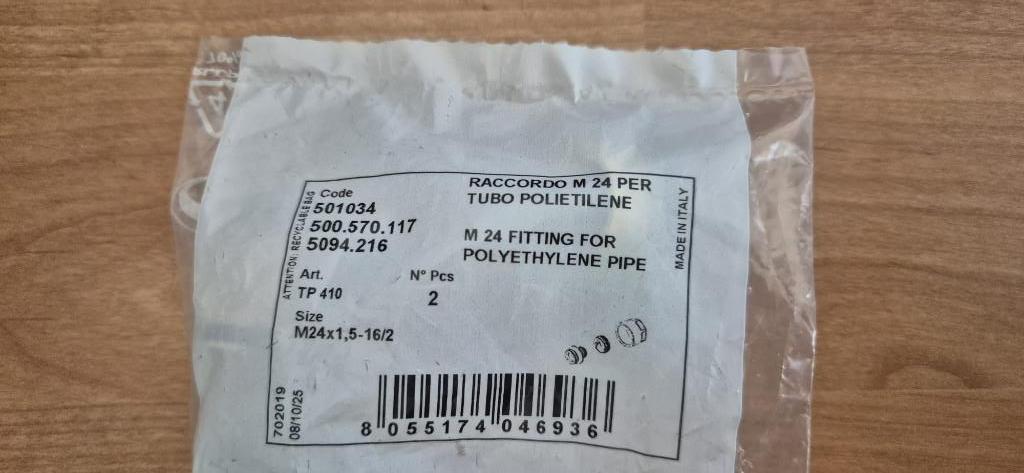 Code
501034
500.570.117
5094.216
RACCORDO M 24 PER
TUBO POLIETILENE
M 24 FITTING FOR
POLYETHYLENE PIPE
Art.
TP 410
N° Pcs
2
Size
M24x1,5-16/2
ATTENTION: RECYCLABLE BAG
MADE IN ITALY
702019
08/10/25
8 055174 046936